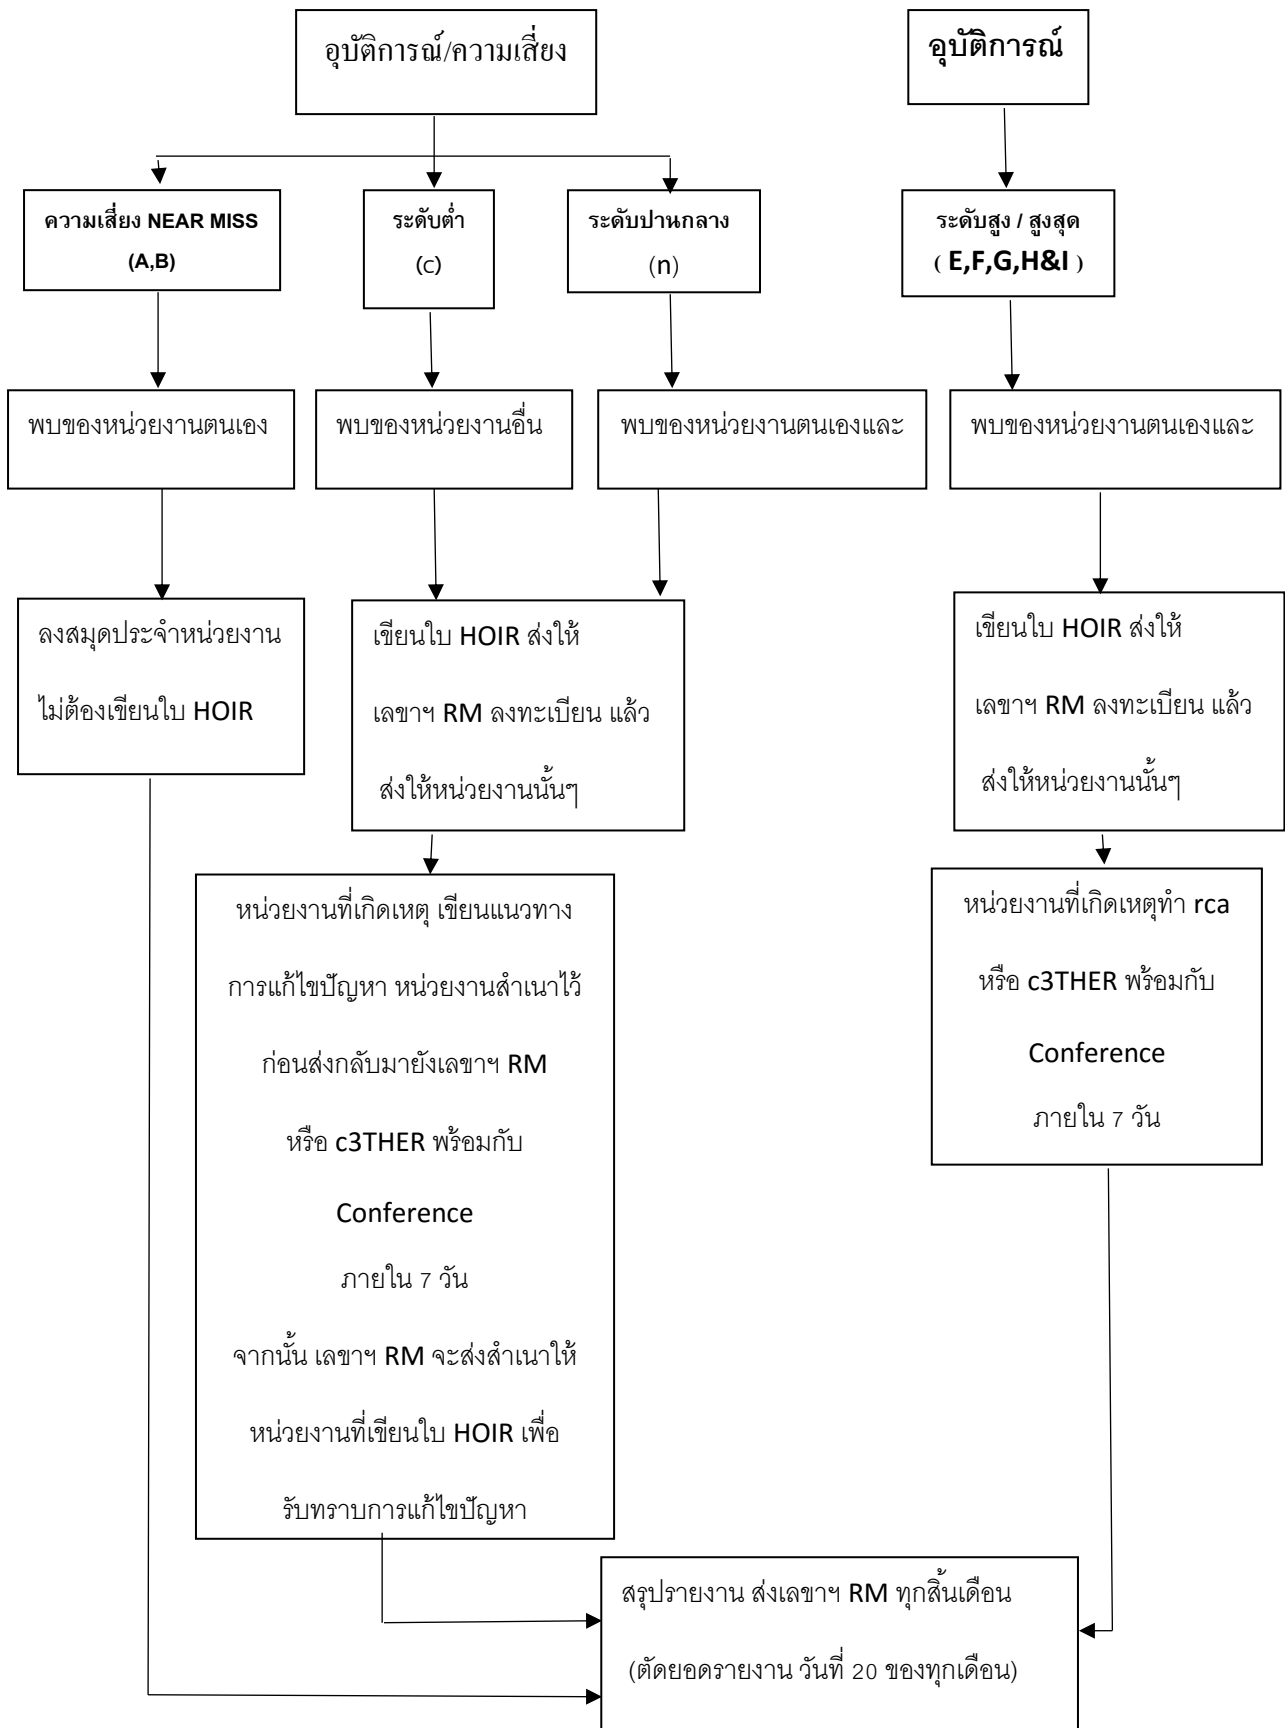 อุบัติการณ์/ความเสี่ยง
อุบัติการณ์
ความเสี่ยง NEAR MISS
(A,B)
ระดับต่ำ
(C)
ระดับปานกลาง
(n)
ระดับสูง / สูงสุด
( E,F,G,H&I )
พบของหน่วยงานตนเอง
พบของหน่วยงานอื่น
พบของหน่วยงานตนเองและ
พบของหน่วยงานตนเองและ
ลงสมุดประจำหน่วยงาน
ไม่ต้องเขียนใบ HOIR
เขียนใบ HOIR ส่งให้
เลขาฯ RM ลงทะเบียน แล้ว
ส่งให้หน่วยงานนั้นๆ
เขียนใบ HOIR ส่งให้
เลขาฯ RM ลงทะเบียน แล้ว
ส่งให้หน่วยงานนั้นๆ
หน่วยงานที่เกิดเหตุ เขียนแนวทาง
การแก้ไขปัญหา หน่วยงานสำเนาไว้
ก่อนส่งกลับมายังเลขาฯ RM
หรือ c3THER พร้อมกับ
Conference
ภายใน 7 วัน
จากนั้น เลขาฯ RM จะส่งสำเนาให้
หน่วยงานที่เขียนใบ HOIR เพื่อ
รับทราบการแก้ไขปัญหา
หน่วยงานที่เกิดเหตุทำ rca
หรือ c3THER พร้อมกับ
Conference
ภายใน 7 วัน
สรุปรายงาน ส่งเลขาฯ RM ทุกสิ้นเดือน
(ตัดยอดรายงาน วันที่ 20 ของทุกเดือน)